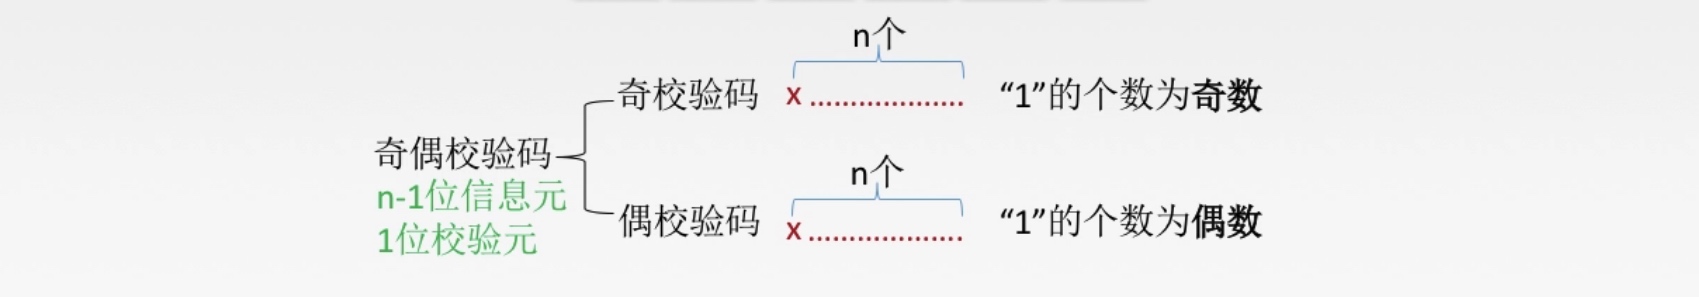 n个
奇校验码 x ................... “1”的个数为奇数
奇偶校验码
n-1位信息元
1位校验元
n个
偶校验码 x ................... “1”的个数为偶数